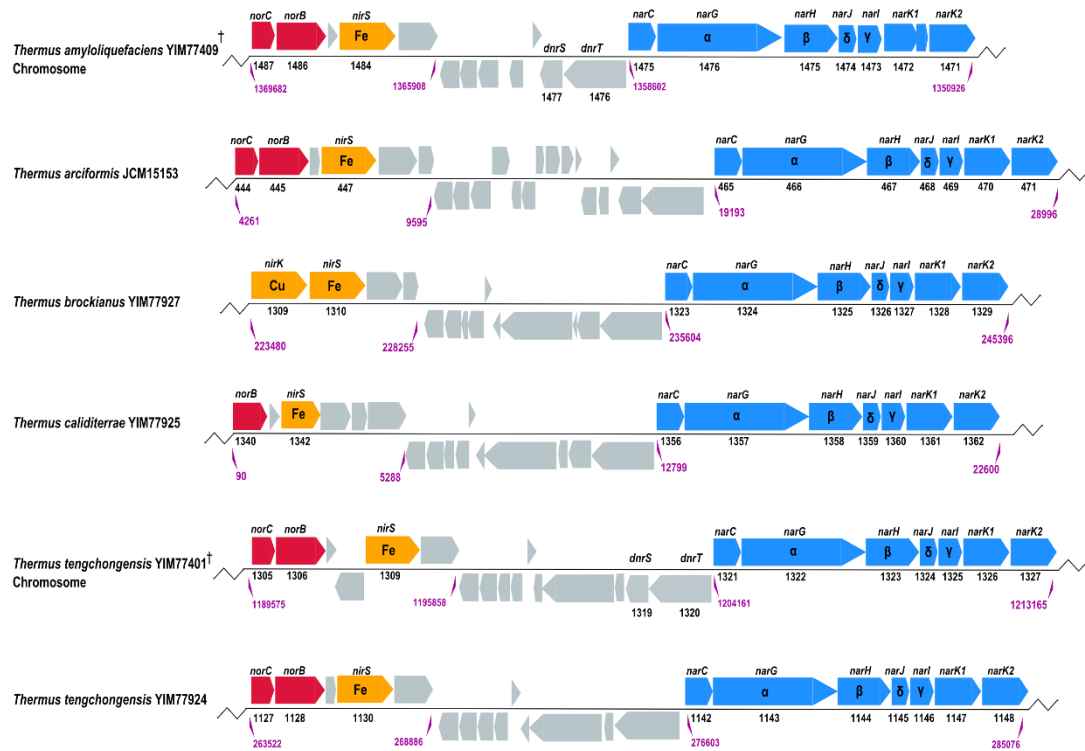 norC norB nirS narC narG narH narJ narI narK1 narK2
Fe α β δ γ
Thermus amyloliquefaciens YIM77409†
Chromosome
dnrS dnrT
1487 1486 1484 1475 1476 1475 1474 1473 1472 1471
1477 1476
1369682 1365908 1358602 1350926
norC norB nirS narC narG narH narJ narI narK1 narK2
Fe α β δ γ
Thermus arciformis JCM15153
444 445 447 465 466 467 468 469 470 471
4261 9595 19193 28996
nirK nirS narC narG narH narJ narI narK1 narK2
Cu Fe α β δ γ
Thermus brockianus YIM77927
1309 1310 1323 1324 1325 1326 1327 1328 1329
223480 228255 235604 245396
norB nirS narC narG narH narJ narI narK1 narK2
Fe α β δ γ
Thermus caliditerrae YIM77925
1340 1342 1356 1357 1358 1359 1360 1361 1362
90 5288 12799 22600
norC norB nirS narC narG narH narJ narI narK1 narK2
Fe α β δ γ
Thermus tengchongensis YIM77401†
Chromosome
dnrS dnrT
1305 1306 1309 1321 1322 1323 1324 1325 1326 1327
1319 1320
1189575 1195858 1204161 1213165
norC norB nirS narC narG narH narJ narI narK1 narK2
Fe α β δ γ
Thermus tengchongensis YIM77924
1127 1128 1130 1142 1143 1144 1145 1146 1147 1148
263522 268886 276603 285076